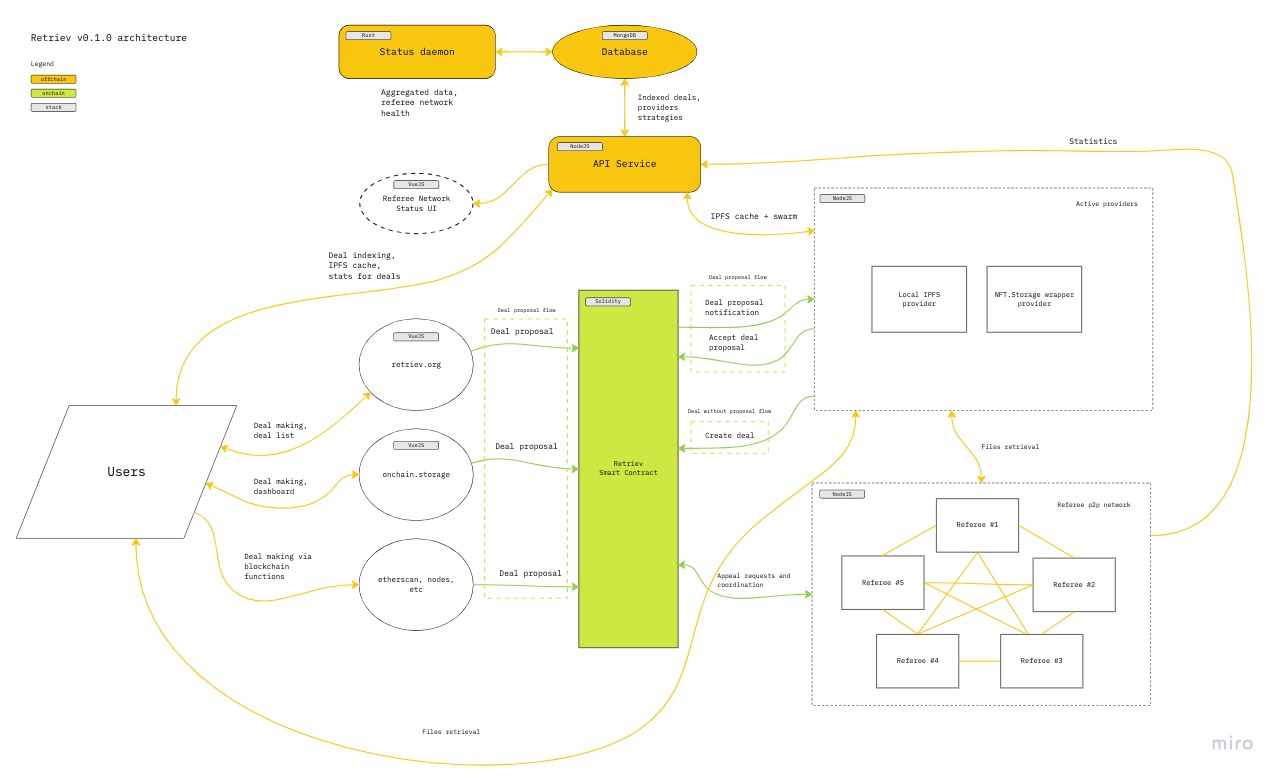 Retriev v0.1.0 architecture
Legend
offchain
onchain
stack
Rust
Status daemon
MongoDB
Database
Aggregated data,
referee network
health
Indexed deals,
providers
strategies
NodeJS
API Service
Statistics
VueJS
Referee Network
Status UI
IPFS cache + swarm
NodeJS
Active providers
Local IPFS
provider
NFT.Storage wrapper
provider
Deal indexing,
IPFS cache,
stats for deals
Deal proposal flow
Deal proposal
notification
Accept deal
proposal
Solidity
Retriev
Smart Contract
Deal proposal flow
Deal proposal
Deal proposal
Deal proposal
VueJS
retriev.org
VueJS
onchain.storage
etherscan, nodes,
etc
Users
Deal making,
deal list
Deal making,
dashboard
Deal making via
blockchain
functions
Deal without proposal flow
Create deal
Files retrieval
NodeJS
Referee p2p network
Referee #1
Referee #5
Referee #2
Referee #4
Referee #3
Appeal requests and
coordination
Files retrieval
miro